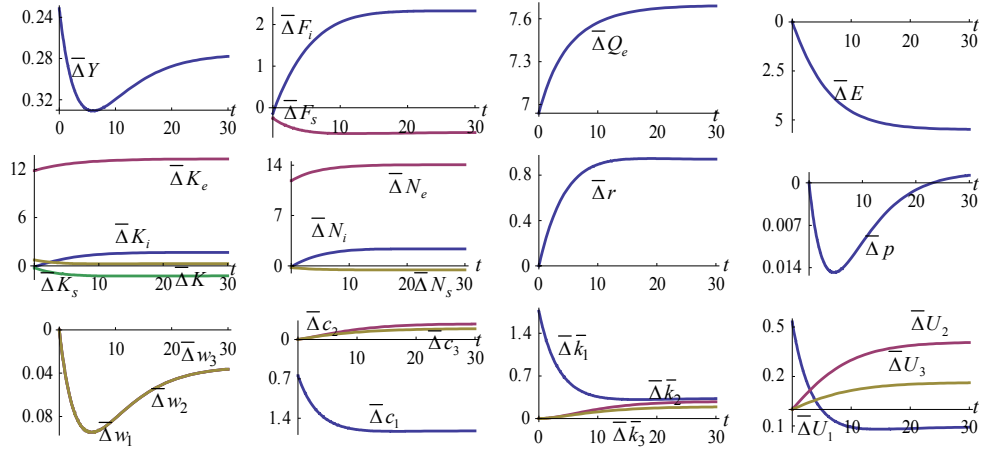 0.24
0.28
0.32
Δ̅Y
0 10 20 30 t
2
1
0
Δ̅F_i
Δ̅F_s
10 20 30 t
7.6
7.3
7
Δ̅Q_e
0 10 20 30 t
0
5
Δ̅E
10 20 30 t
12
6
0
Δ̅K_e
Δ̅K_i
Δ̅K_s
Δ̅K
10 20 30 t
14
7
0
Δ̅N_e
Δ̅N_i
Δ̅N_s
10 20 30 t
0.8
0.4
0
Δ̅r
10 20 30 t
0
0.007
0.014
Δ̅p
10 20 30 t
0
0.04
0.08
Δ̅w_3
Δ̅w_2
Δ̅w_1
10 20 30 t
0
0.7
1.4
Δ̅c_2
Δ̅c_3
Δ̅c_1
10 20 30 t
1.4
0.7
0
Δ̅k̅_1
Δ̅k̅_2
Δ̅k̅_3
0 10 20 30 t
0.5
0.2
0.1
Δ̅U_2
Δ̅U_3
Δ̅U_1
10 20 30 t